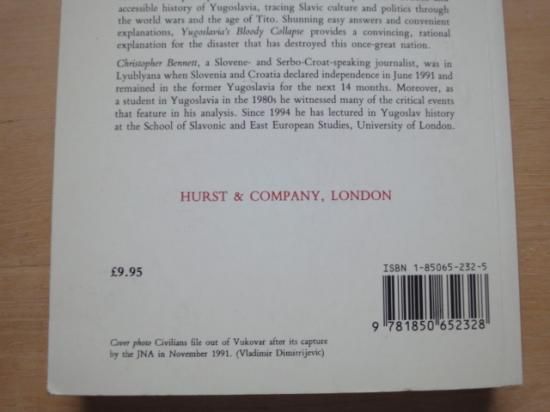 accessible history of Yugoslavia, tracing Slavic culture and politics through
the world wars and the age of Tito. Shunning easy answers and convenient
explanations, Yugoslavia's Bloody Collapse provides a convincing, rational
explanation for the disaster that has destroyed this once-great nation.
Christopher Bennett, a Slovene- and Serbo-Croat-speaking journalist, was in
Lyublyana when Slovenia and Croatia declared independence in June 1991 and
remained in the former Yugoslavia for the next 14 months. Moreover, as
a student in Yugoslavia in the 1980s he witnessed many of the critical events
that feature in his analysis. Since 1994 he has lectured in Yugoslav history
at the School of Slavonic and East European Studies, University of London.
HURST & COMPANY, LONDON
£9.95
ISBN 1-85065-232-5
9 781850 652328
Cover photo Civilians file out of Vukovar after its capture
by the JNA in November 1991. (Vladimir Dimitrijevic)